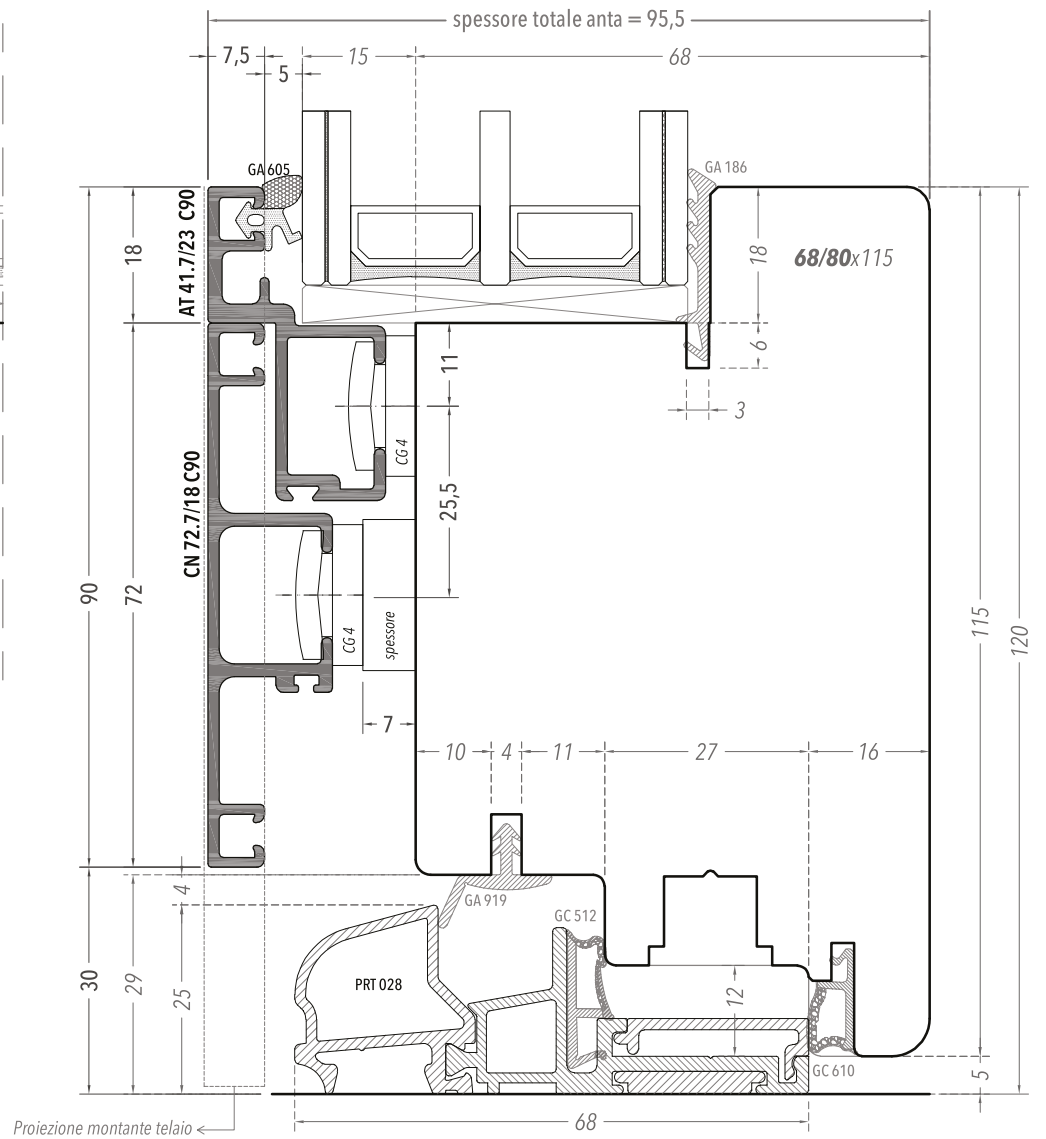 spessore totale anta = 95,5
7,5
15
68
5
GA 605
GA 186
AT 41.7/23 C90
18
18
68/80x115
6
11
3
CG 4
CN 72.7/18 C90
25,5
90
72
CG 4
spessore
115
120
7
10
4
11
27
16
4
GA 919
GC 512
30
29
25
PRT 028
12
GC 610
5
68
Proiezione montante telaio